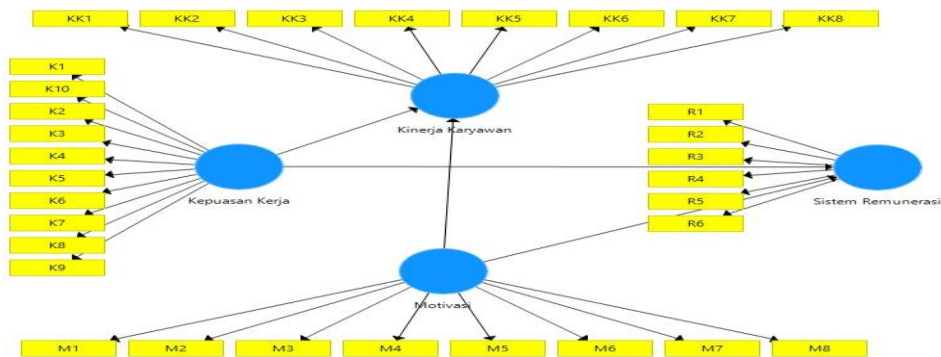 KK1 KK2 KK3 KK4 KK5 KK6 KK7 KK8
Kinerja Karyawan
K1
K10
K2
K3
K4
K5
K6
K7
K8
K9
Kepuasan Kerja
R1
R2
R3
R4
R5
R6
Sistem Remunerasi
Motivasi
M1 M2 M3 M4 M5 M6 M7 M8